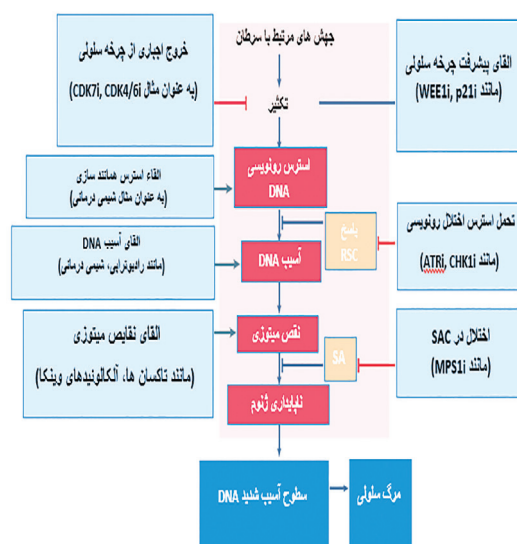 جهش های مرتبط با سرطان
خروج اجباری از چرخه سلولی
(به عنوان مثال CDK7i, CDK4/6i)
القای پیشرفت چرخه سلولی
(مانند WEE1i, p21i)
تکثیر
استرس رونویسی
DNA
القاء استرس همانند سازی
(به عنوان مثال شیمی درمانی)
پاسخ
RSC
تحمل استرس اختلال رونویسی
(مانند ATRi, CHK1i)
القای آسیب DNA
(مانند رادیوتراپی، شیمی درمانی)
آسیب DNA
نقص میتوزی
القای نقایص میتوزی
(مانند تاکسان ها، آلکالوئیدهای وینکا)
SA
اختلال در SAC
(مانند MPS1i)
ناپایداری ژنوم
سطوح آسیب شدید DNA
مرگ سلولی